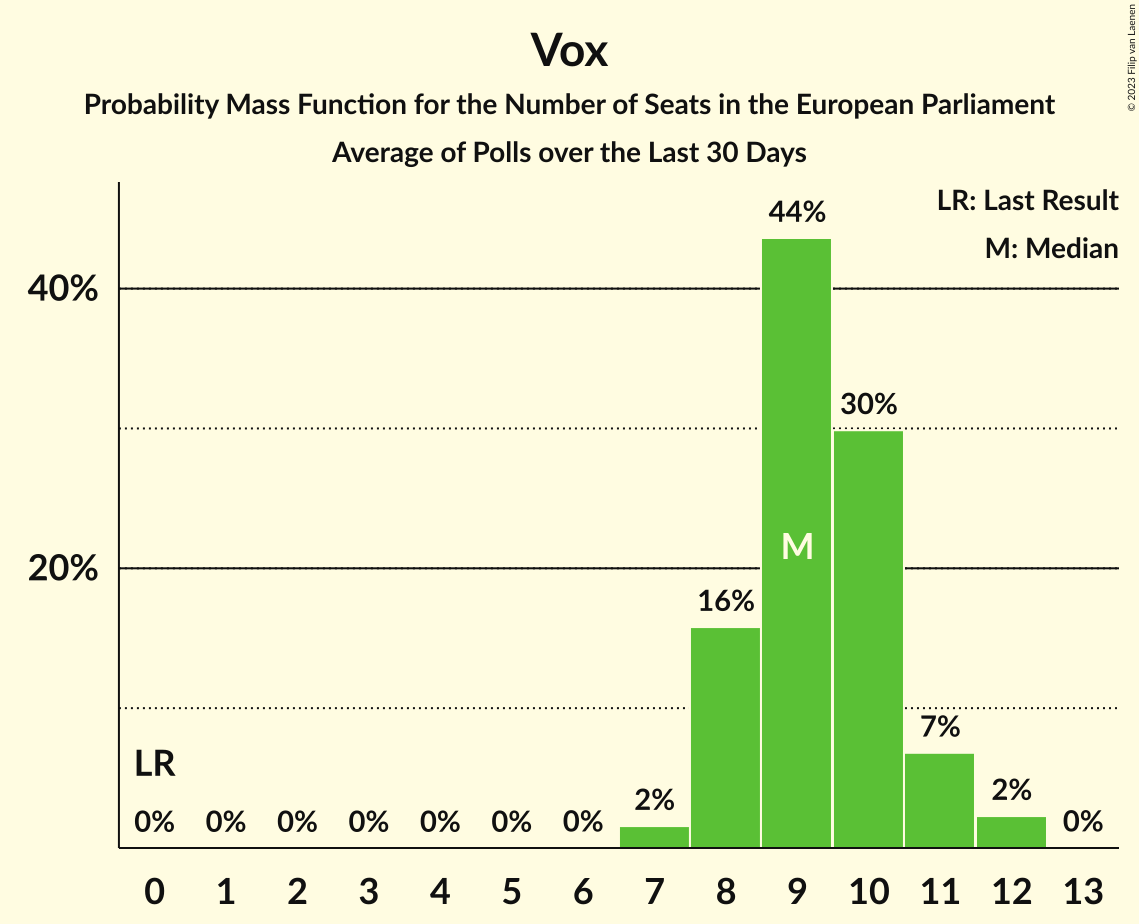 Vox
Probability Mass Function for the Number of Seats in the European Parliament
Average of Polls over the Last 30 Days
© 2023 Filip van Laenen
LR: Last Result
M: Median
40%
20%
44%
30%
16%
7%
2%
2%
0%
M
LR
0% 0% 0% 0% 0% 0% 0%
0 1 2 3 4 5 6 7 8 9 10 11 12 13